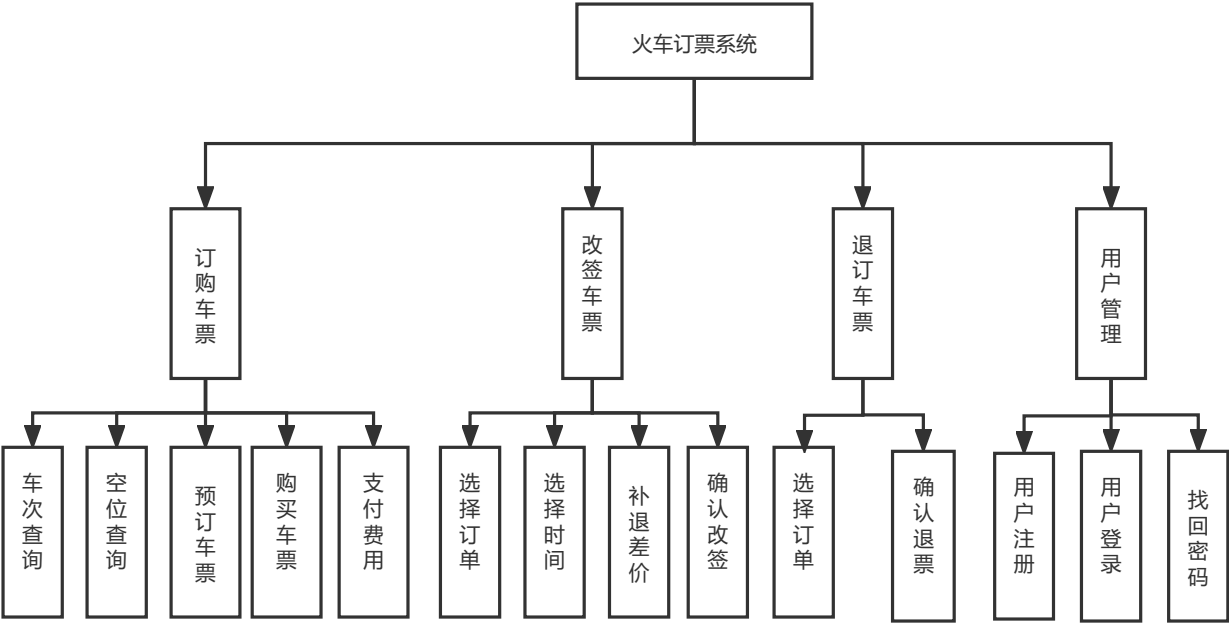 火车订票系统
订购车票
改签车票
退订车票
用户管理
车次查询
空位查询
预订车票
购买车票
支付费用
选择订单
选择时间
补退差价
确认改签
选择订单
确认退票
用户注册
用户登录
找回密码